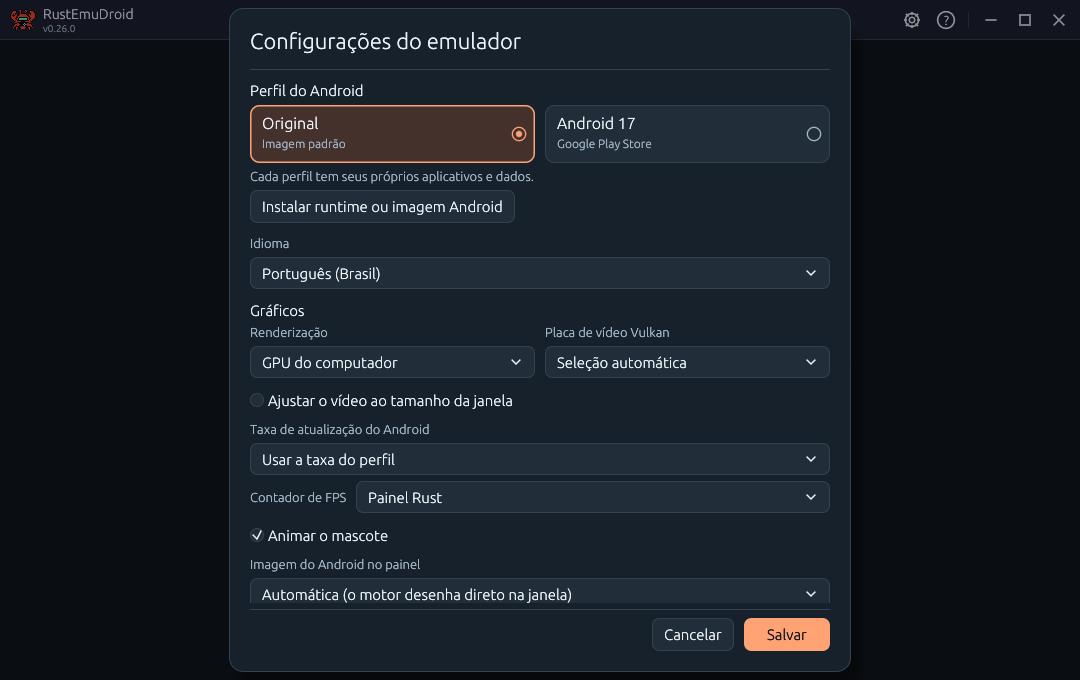 RustEmuDroid
v0.26.0
Configurações do emulador
Perfil do Android
Original
Imagem padrão
Android 17
Google Play Store
Cada perfil tem seus próprios aplicativos e dados.
Instalar runtime ou imagem Android
Idioma
Português (Brasil)
Gráficos
Renderização
Placa de vídeo Vulkan
GPU do computador
Seleção automática
Ajustar o vídeo ao tamanho da janela
Taxa de atualização do Android
Usar a taxa do perfil
Contador de FPS
Painel Rust
Animar o mascote
Imagem do Android no painel
Automática (o motor desenha direto na janela)
Cancelar
Salvar